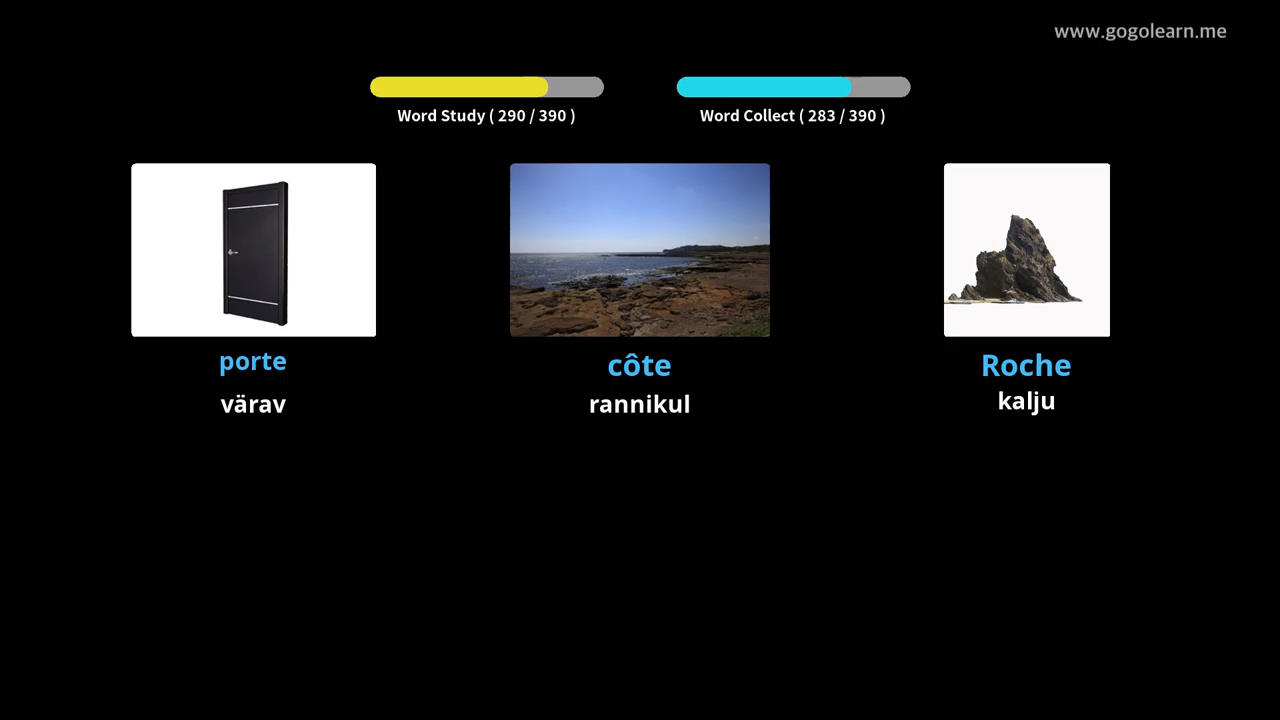 www.gogolearn.me
Word Study ( 290 / 390 )
Word Collect ( 283 / 390 )
porte
côte
Roche
värav
rannikul
kalju